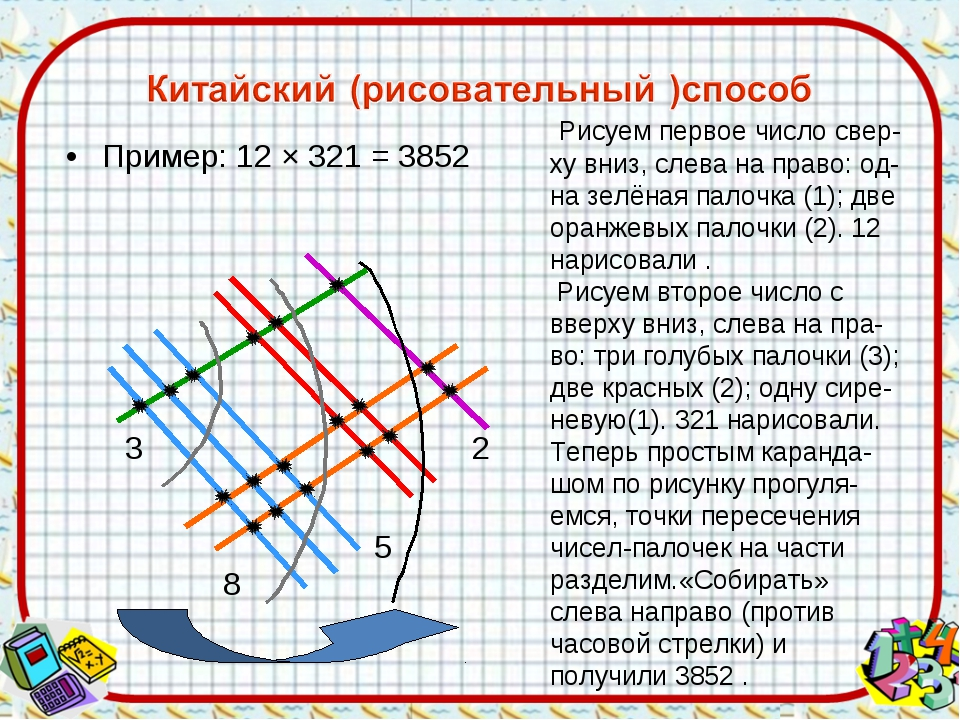 Китайский (рисовательный )способ
• Пример: 12 × 321 = 3852
Рисуем первое число свер-
ху вниз, слева на право: од-
на зелёная палочка (1); две
оранжевых палочки (2). 12
нарисовали .
Рисуем второе число с
вверху вниз, слева на пра-
во: три голубых палочки (3);
две красных (2); одну сире-
невую(1). 321 нарисовали.
Теперь простым каранда-
шом по рисунку прогуля-
емся, точки пересечения
чисел-палочек на части
разделим.«Собирать»
слева направо (против
часовой стрелки) и
получили 3852 .
3
2
5
8